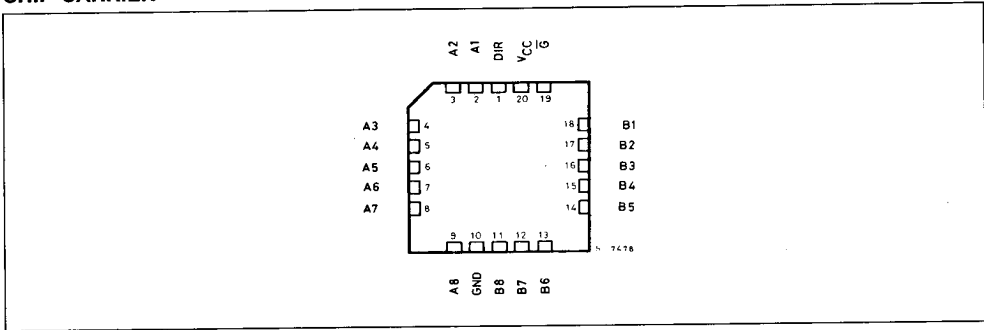 CHIP CARRIER
A2 A1 DIR VCC G̅
3 2 1 20 19
A3 4 18 B1
A4 5 17 B2
A5 6 16 B3
A6 7 15 B4
A7 8 14 B5
9 10 11 12 13
7478
A8 GND B8 B7 B6